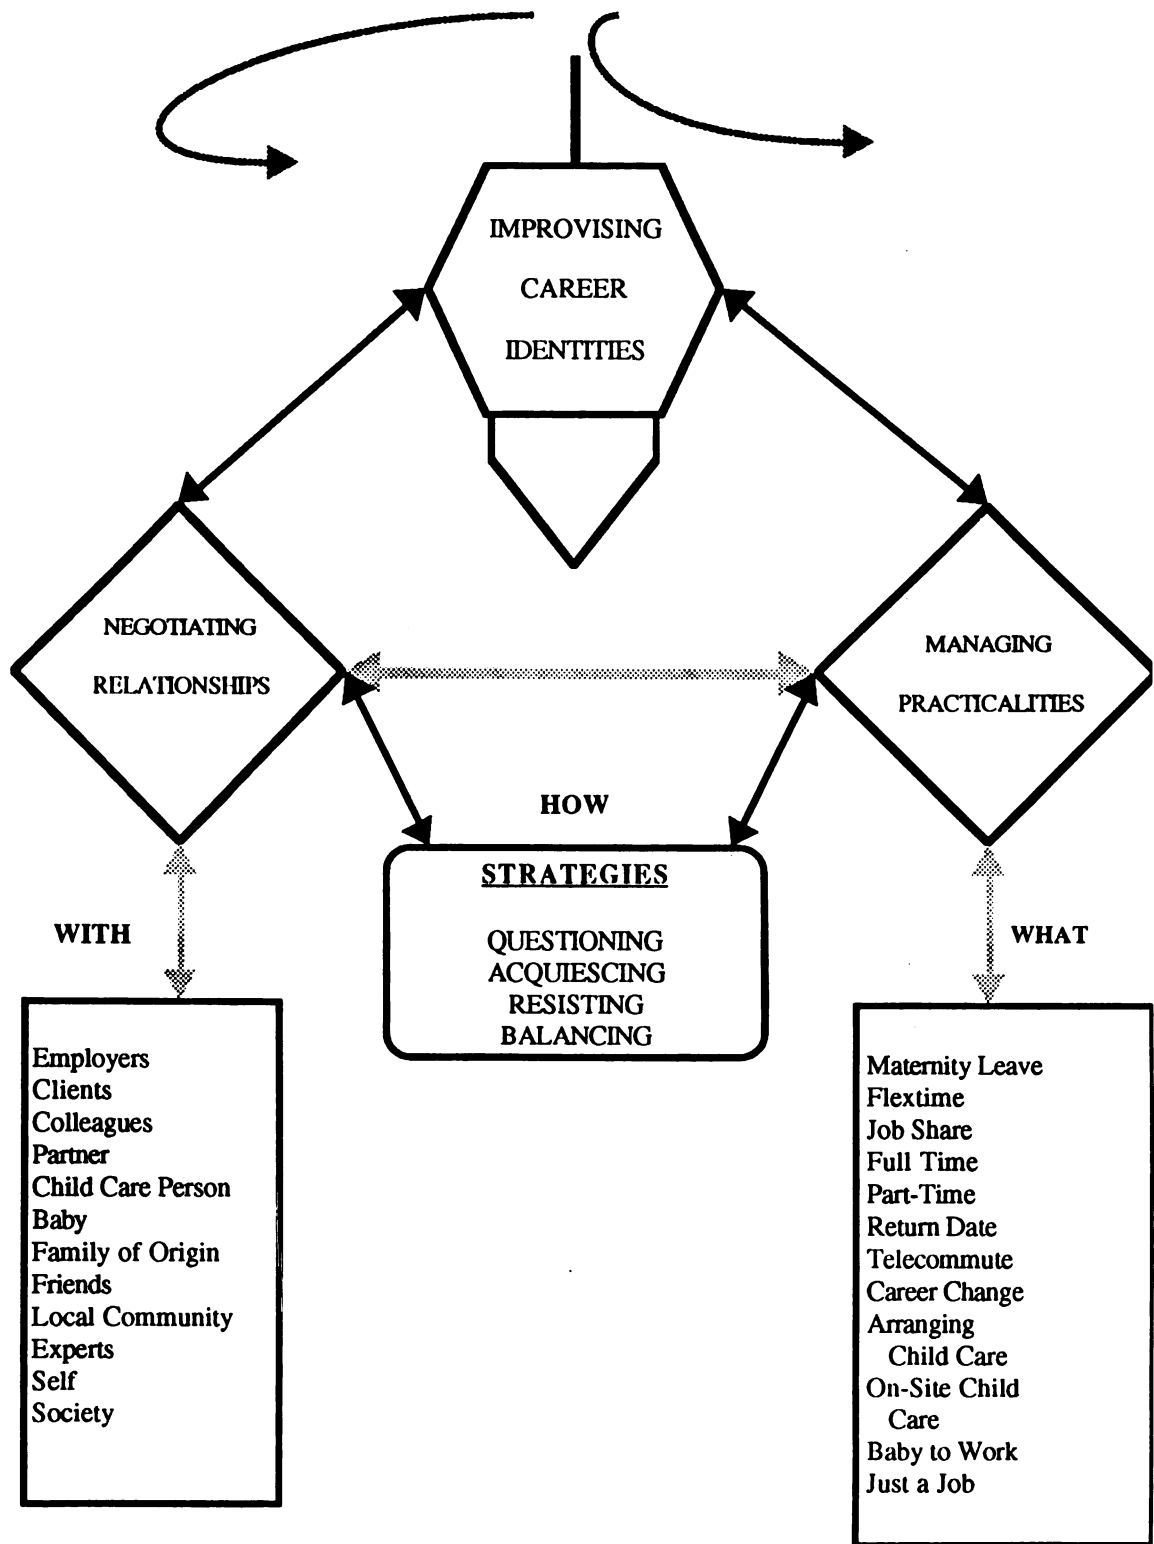 IMPROVISING
CAREER
IDENTITIES
NEGOTIATING
RELATIONSHIPS
MANAGING
PRACTICALITIES
HOW
STRATEGIES
QUESTIONING
ACQUIESCING
RESISTING
BALANCING
WITH
Employers
Clients
Colleagues
Partner
Child Care Person
Baby
Family of Origin
Friends
Local Community
Experts
Self
Society
WHAT
Maternity Leave
Flextime
Job Share
Full Time
Part-Time
Return Date
Telecommute
Career Change
Arranging
Child Care
On-Site Child
Care
Baby to Work
Just a Job